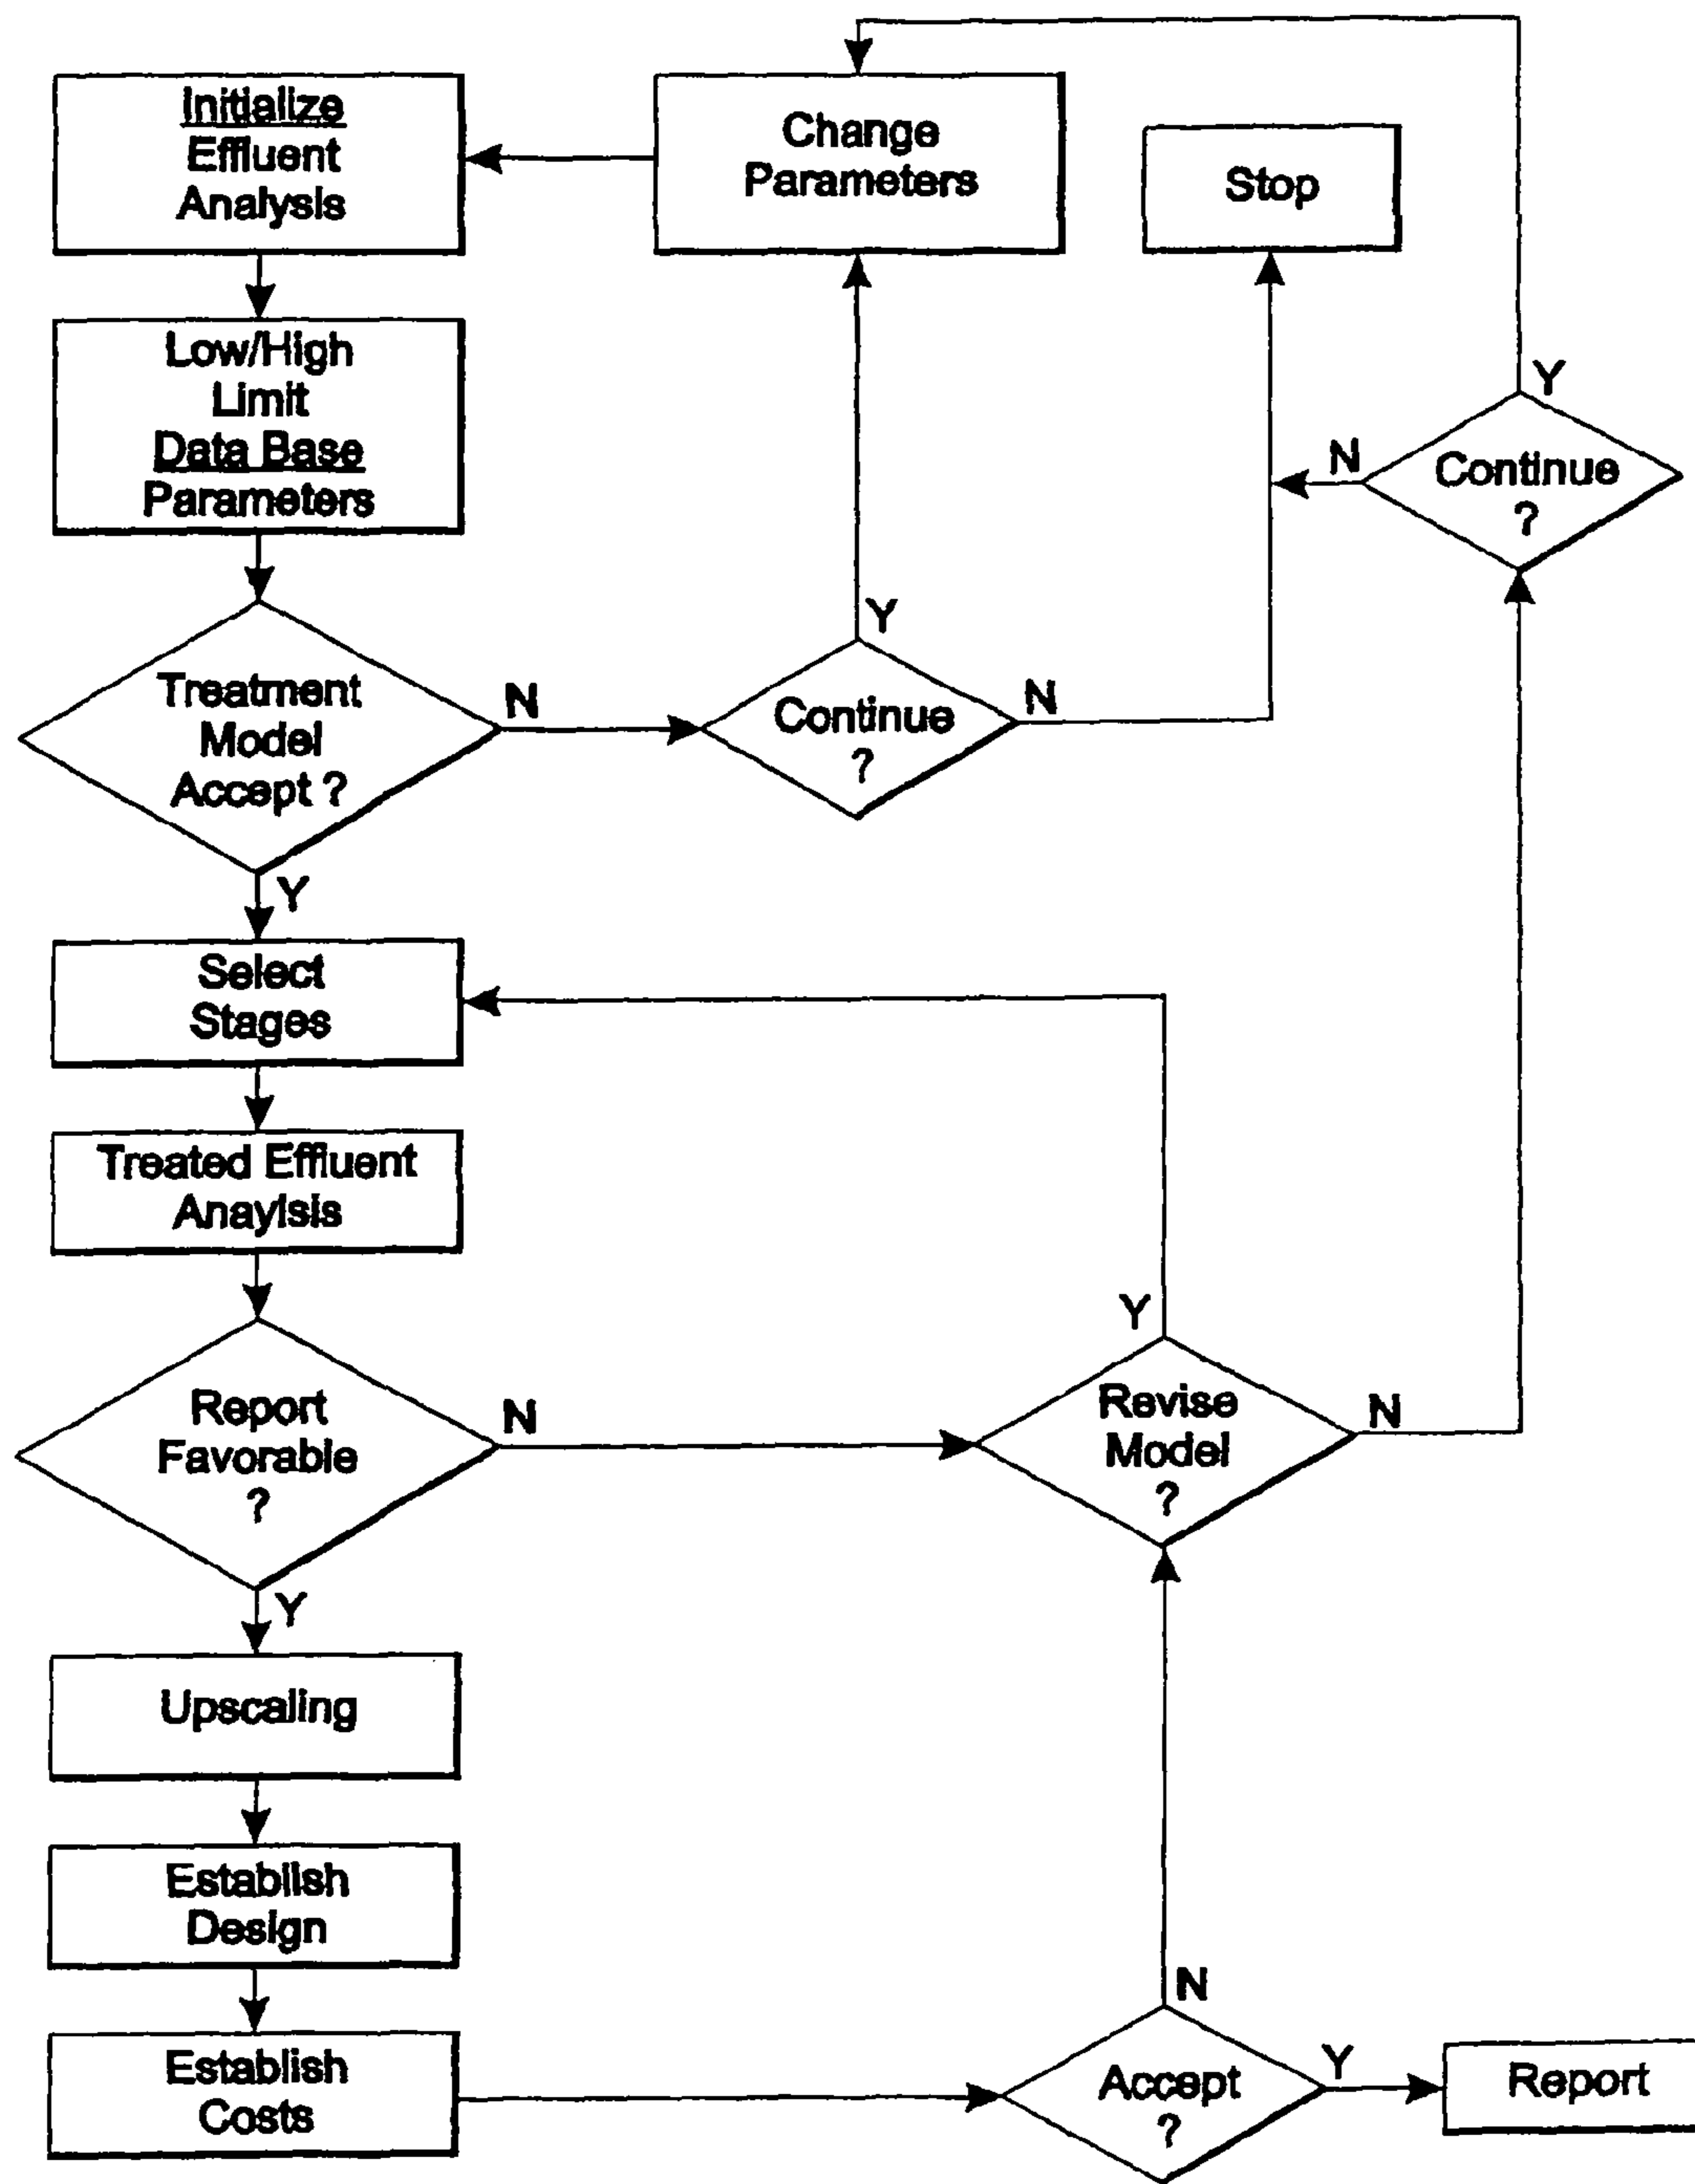 Initialize
Effluent
Analysis
Change
Parameters
Stop
Low/High
Limit
Data Base
Parameters
Y
N
Continue
?
Treatment
Model
Accept ?
N
Y
Continue
?
N
Y
Select
Stages
Treated Effluent
Anaylsis
Report
Favorable
?
N
Y
Revise
Model
?
N
Y
Upscaling
Establish
Design
Establish
Costs
N
Accept
?
Y
Report